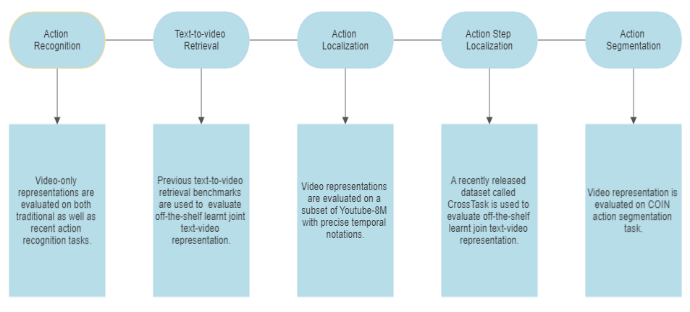 Action
Recognition
Text-to-video
Retrieval
Action
Localization
Action Step
Localization
Action
Segmentation
Video-only
representations are
evaluated on both
traditional as well as
recent action
recognition tasks.
Previous text-to-video
retrieval benchmarks
are used to evaluate
off-the-shelf learnt joint
text-video
representation.
Video representations
are evaluated on a
subset of Youtube-8M
with precise temporal
notations.
A recently released
dataset called
CrossTask is used to
evaluate off-the-shelf
learnt join text-video
representation.
Video representation is
evaluated on COIN
action segmentation
task.